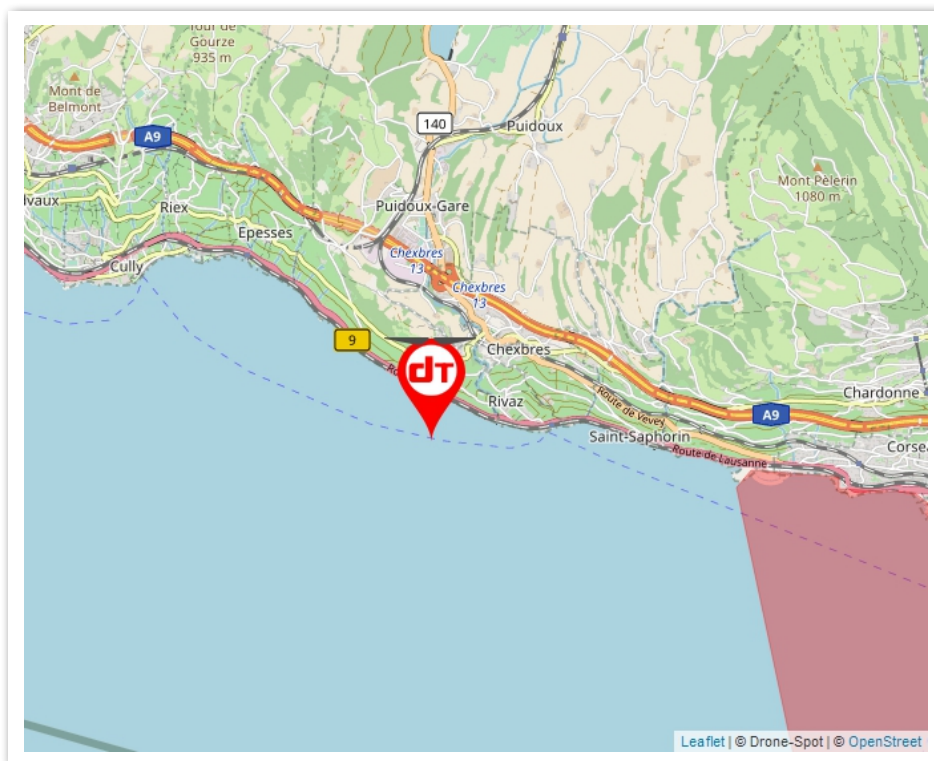 Tour de
Gourze
935 m
Mont de
Belmont
A9
140
Puidoux
Mont Pèlerin
1080 m
lvaux
Riex
Puidoux-Gare
Epesses
Chexbres
13
Cully
Chexbres
13
9
Chexbres
dT
Rivaz
Route de Vevey
Chardonne
A9
Saint-Saphorin
Corsea
Route de Lausanne
Leaflet | © Drone-Spot | © OpenStreet